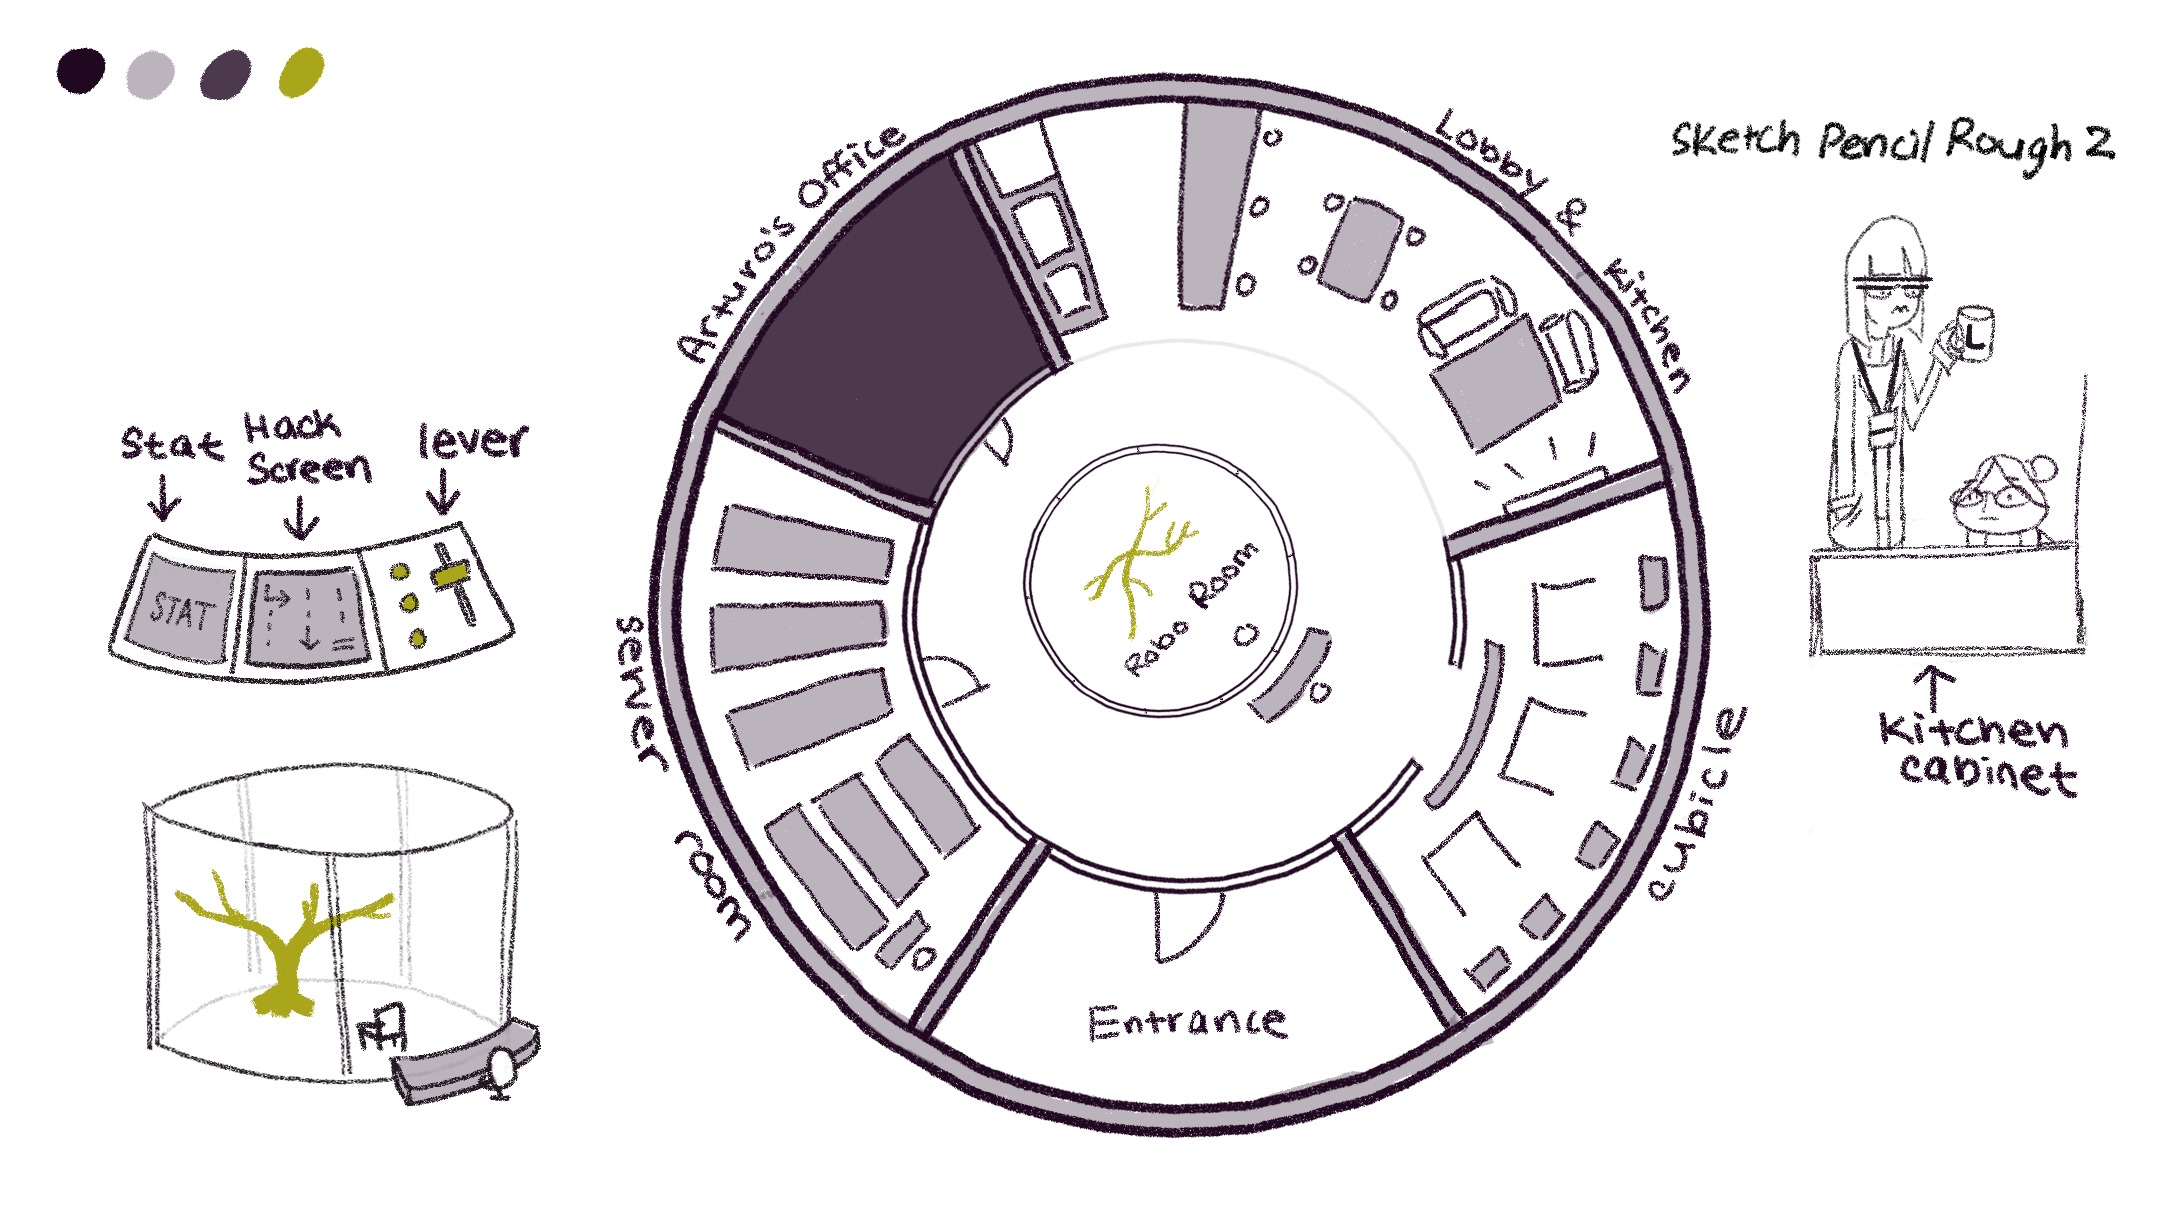 Sketch Pencil Rough 2
Arturo's Office
Lobby &
Kitchen
Stat
Hack
Screen
lever
STAT
Robo Room
sewer
room
cubicle
Entrance
L
Kitchen
cabinet